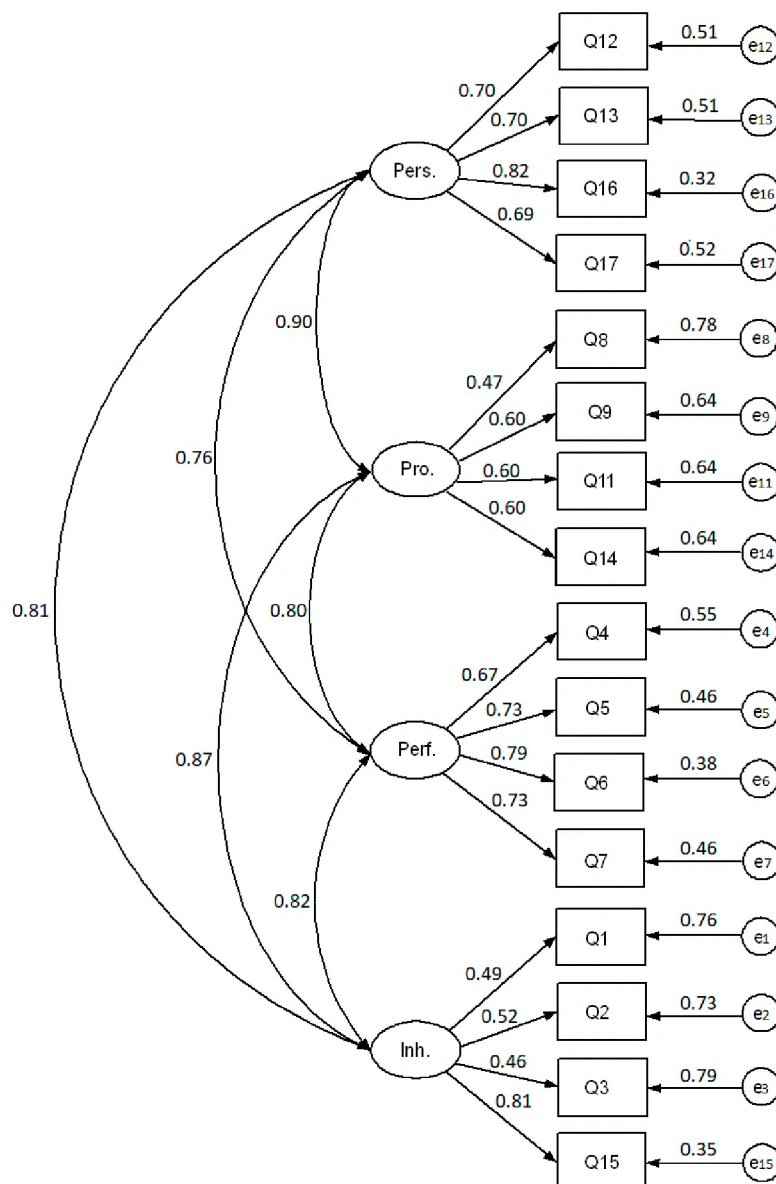 0.51
Q12
e12
0.70
0.51
Q13
e13
0.70
Pers.
0.82
Q16
0.32
e16
0.69
Q17
0.52
e17
0.90
0.78
Q8
e8
0.47
0.64
Q9
e9
0.60
0.76
Pro.
0.60
Q11
0.64
e11
0.60
Q14
0.64
e14
0.81
0.80
0.55
Q4
e4
0.67
0.46
Q5
e5
0.73
0.87
Perf.
0.79
Q6
0.38
e6
0.73
Q7
0.46
e7
0.82
0.76
Q1
e1
0.49
0.73
Q2
e2
0.52
Inh.
0.46
Q3
0.79
e3
0.81
Q15
0.35
e15